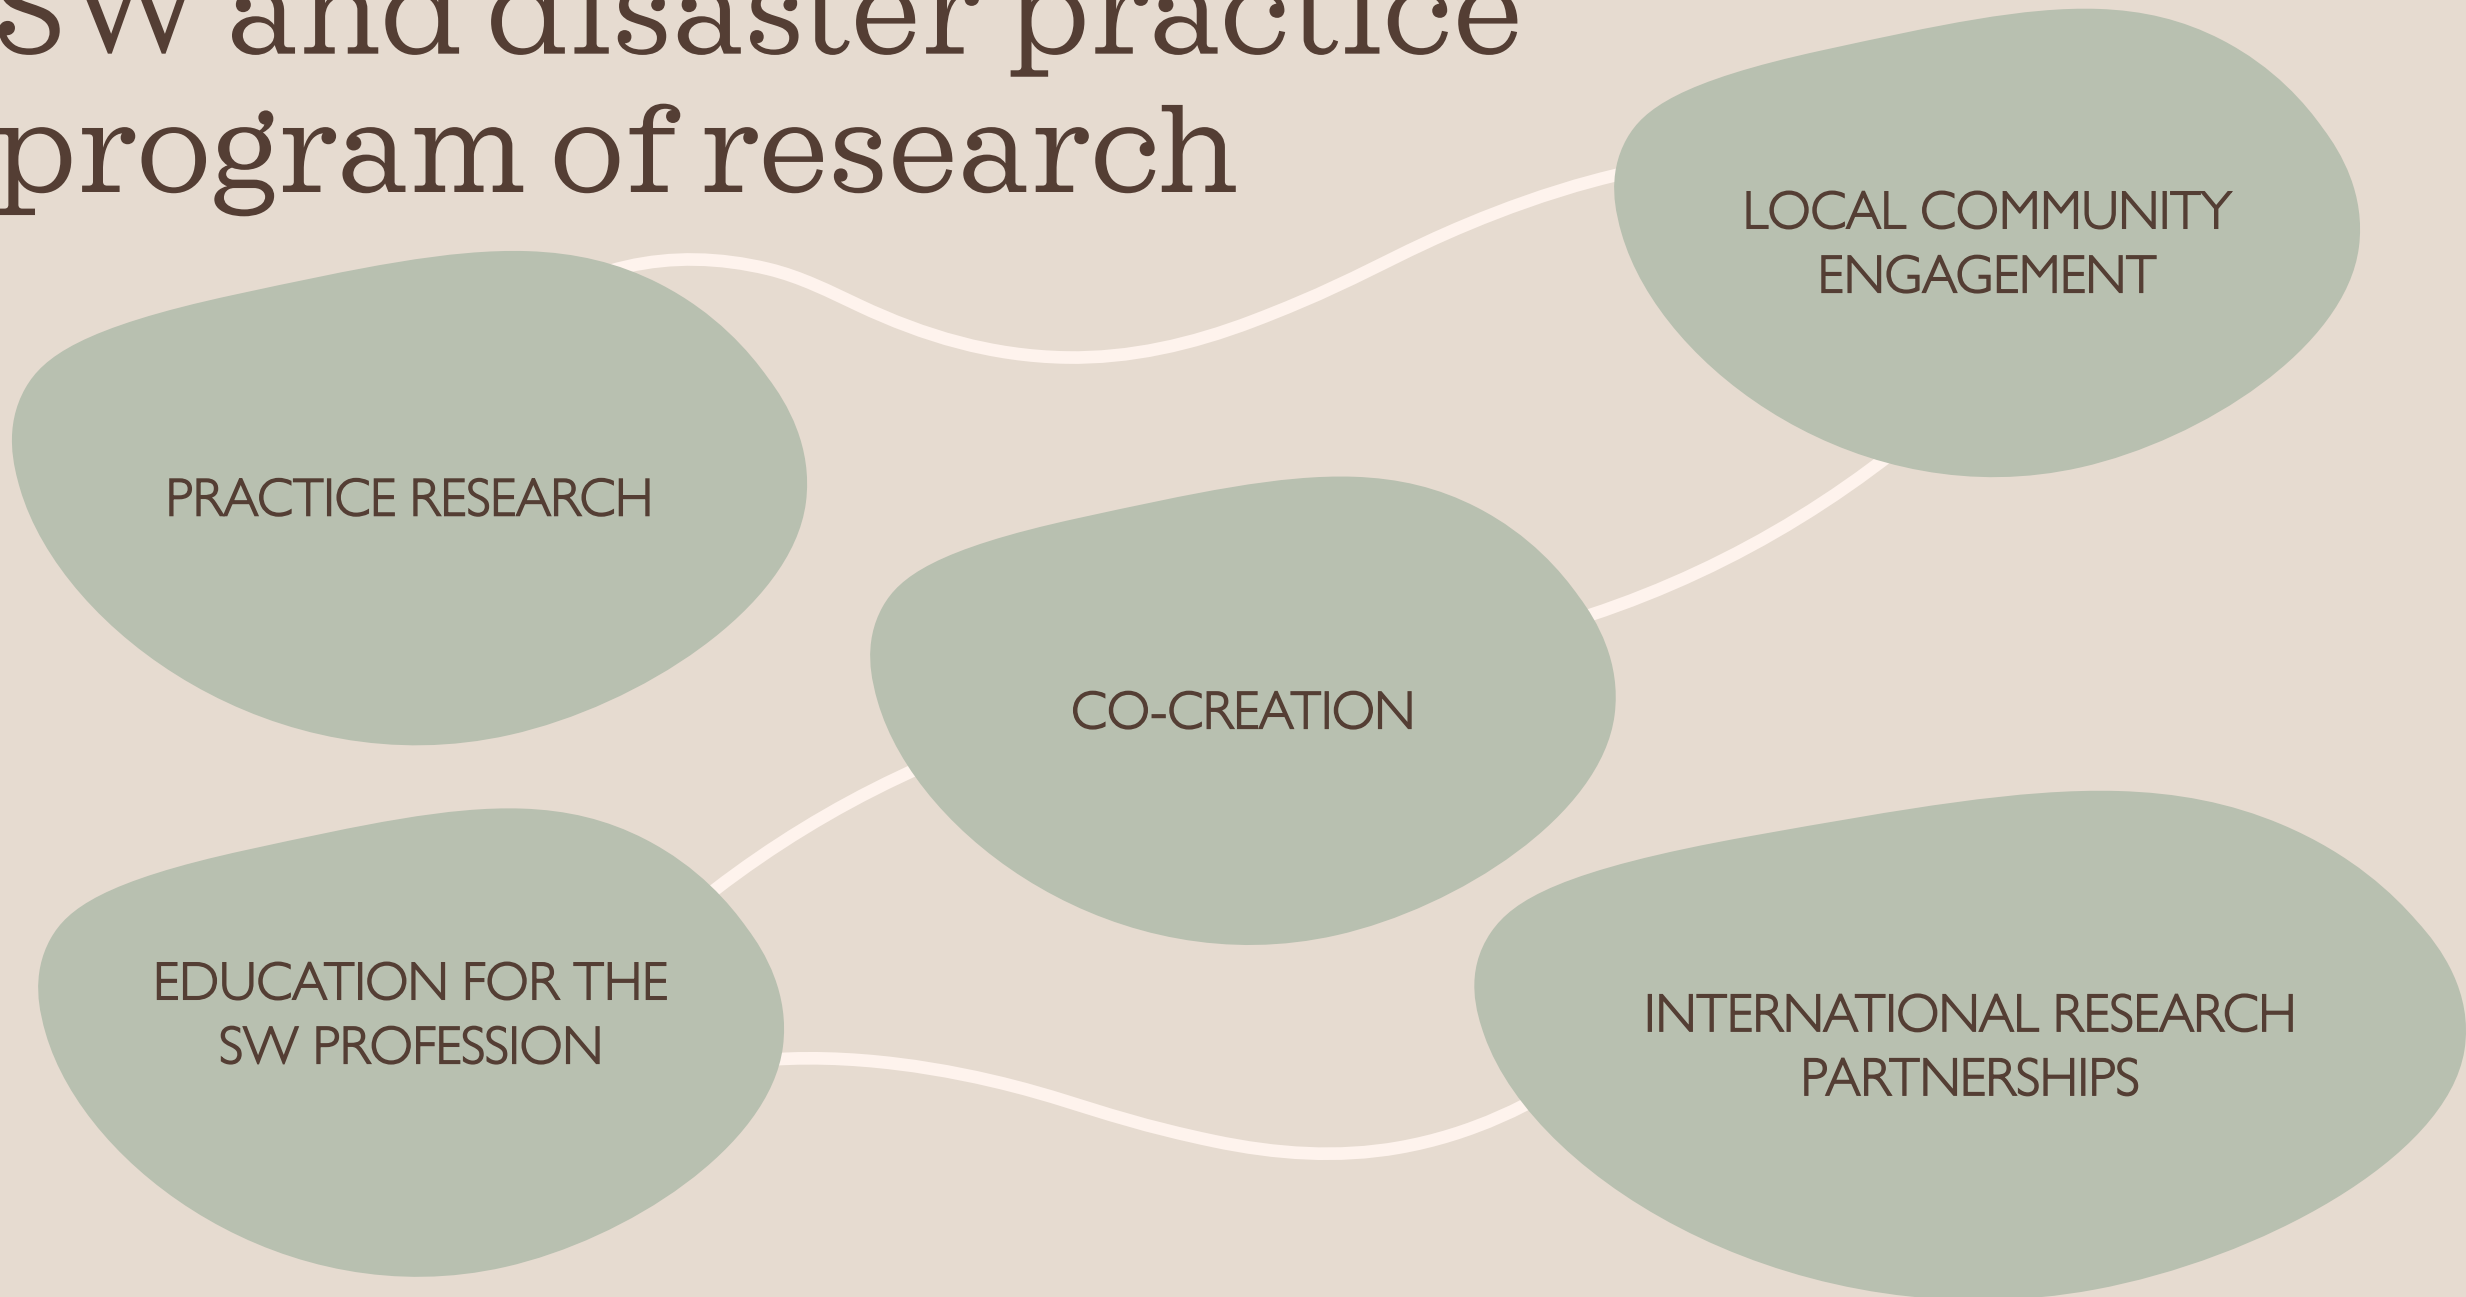 SW and disaster practice
program of research
LOCAL COMMUNITY
ENGAGEMENT
PRACTICE RESEARCH
CO-CREATION
EDUCATION FOR THE
SW PROFESSION
INTERNATIONAL RESEARCH
PARTNERSHIPS